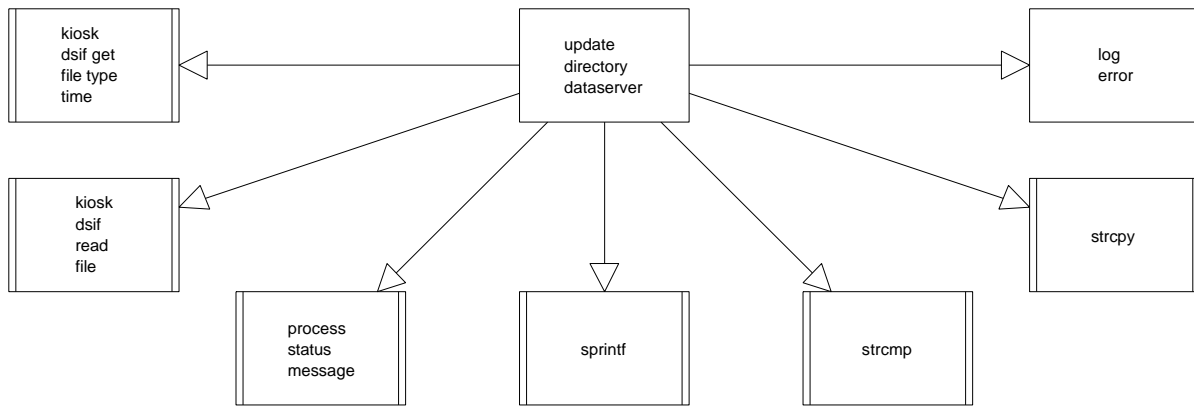 kiosk
dsif get
file type
time
update
directory
dataserver
log
error
kiosk
dsif
read
file
strcpy
process
status
message
sprintf
strcmp